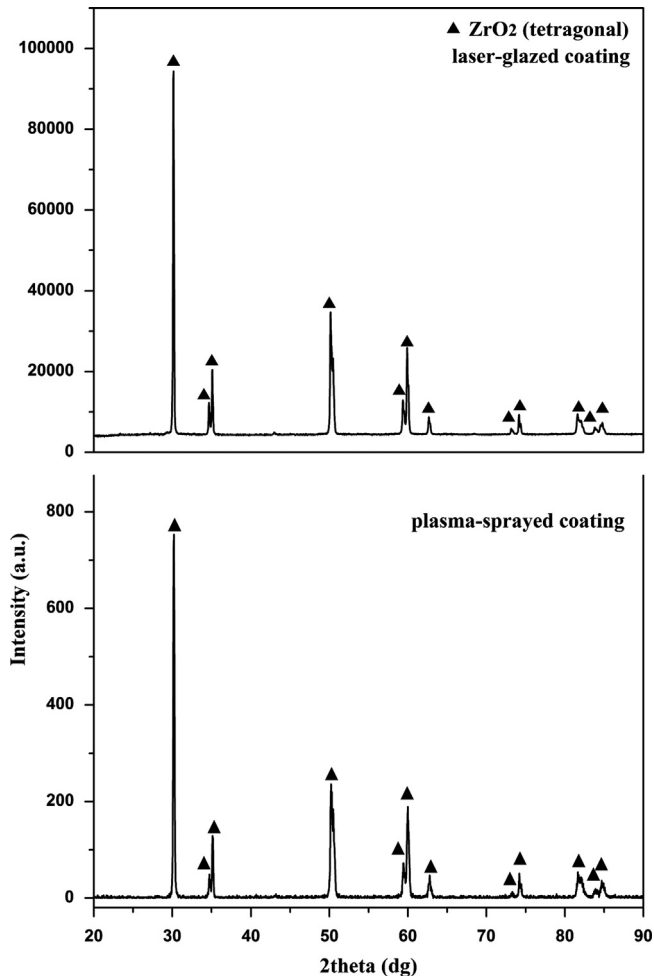 ▲ ZrO2 (tetragonal)
laser-glazed coating
100000
80000
60000
40000
20000
0
plasma-sprayed coating
800
600
400
200
0
Intensity (a.u.)
20 30 40 50 60 70 80 90
2theta (dg)